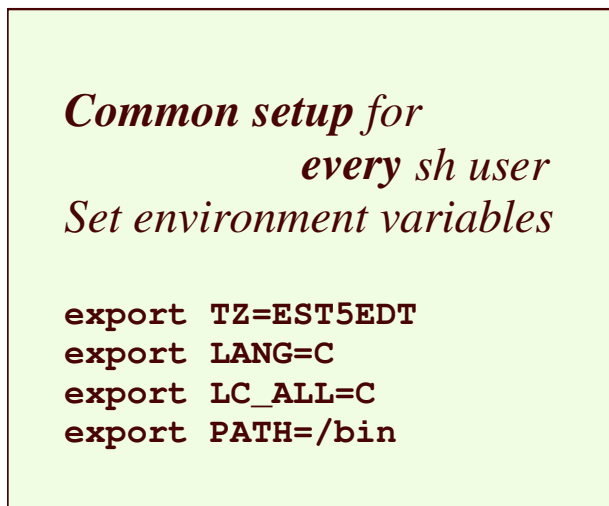 Common setup for
every sh user
Set environment variables
export TZ=EST5EDT
export LANG=C
export LC_ALL=C
export PATH=/bin